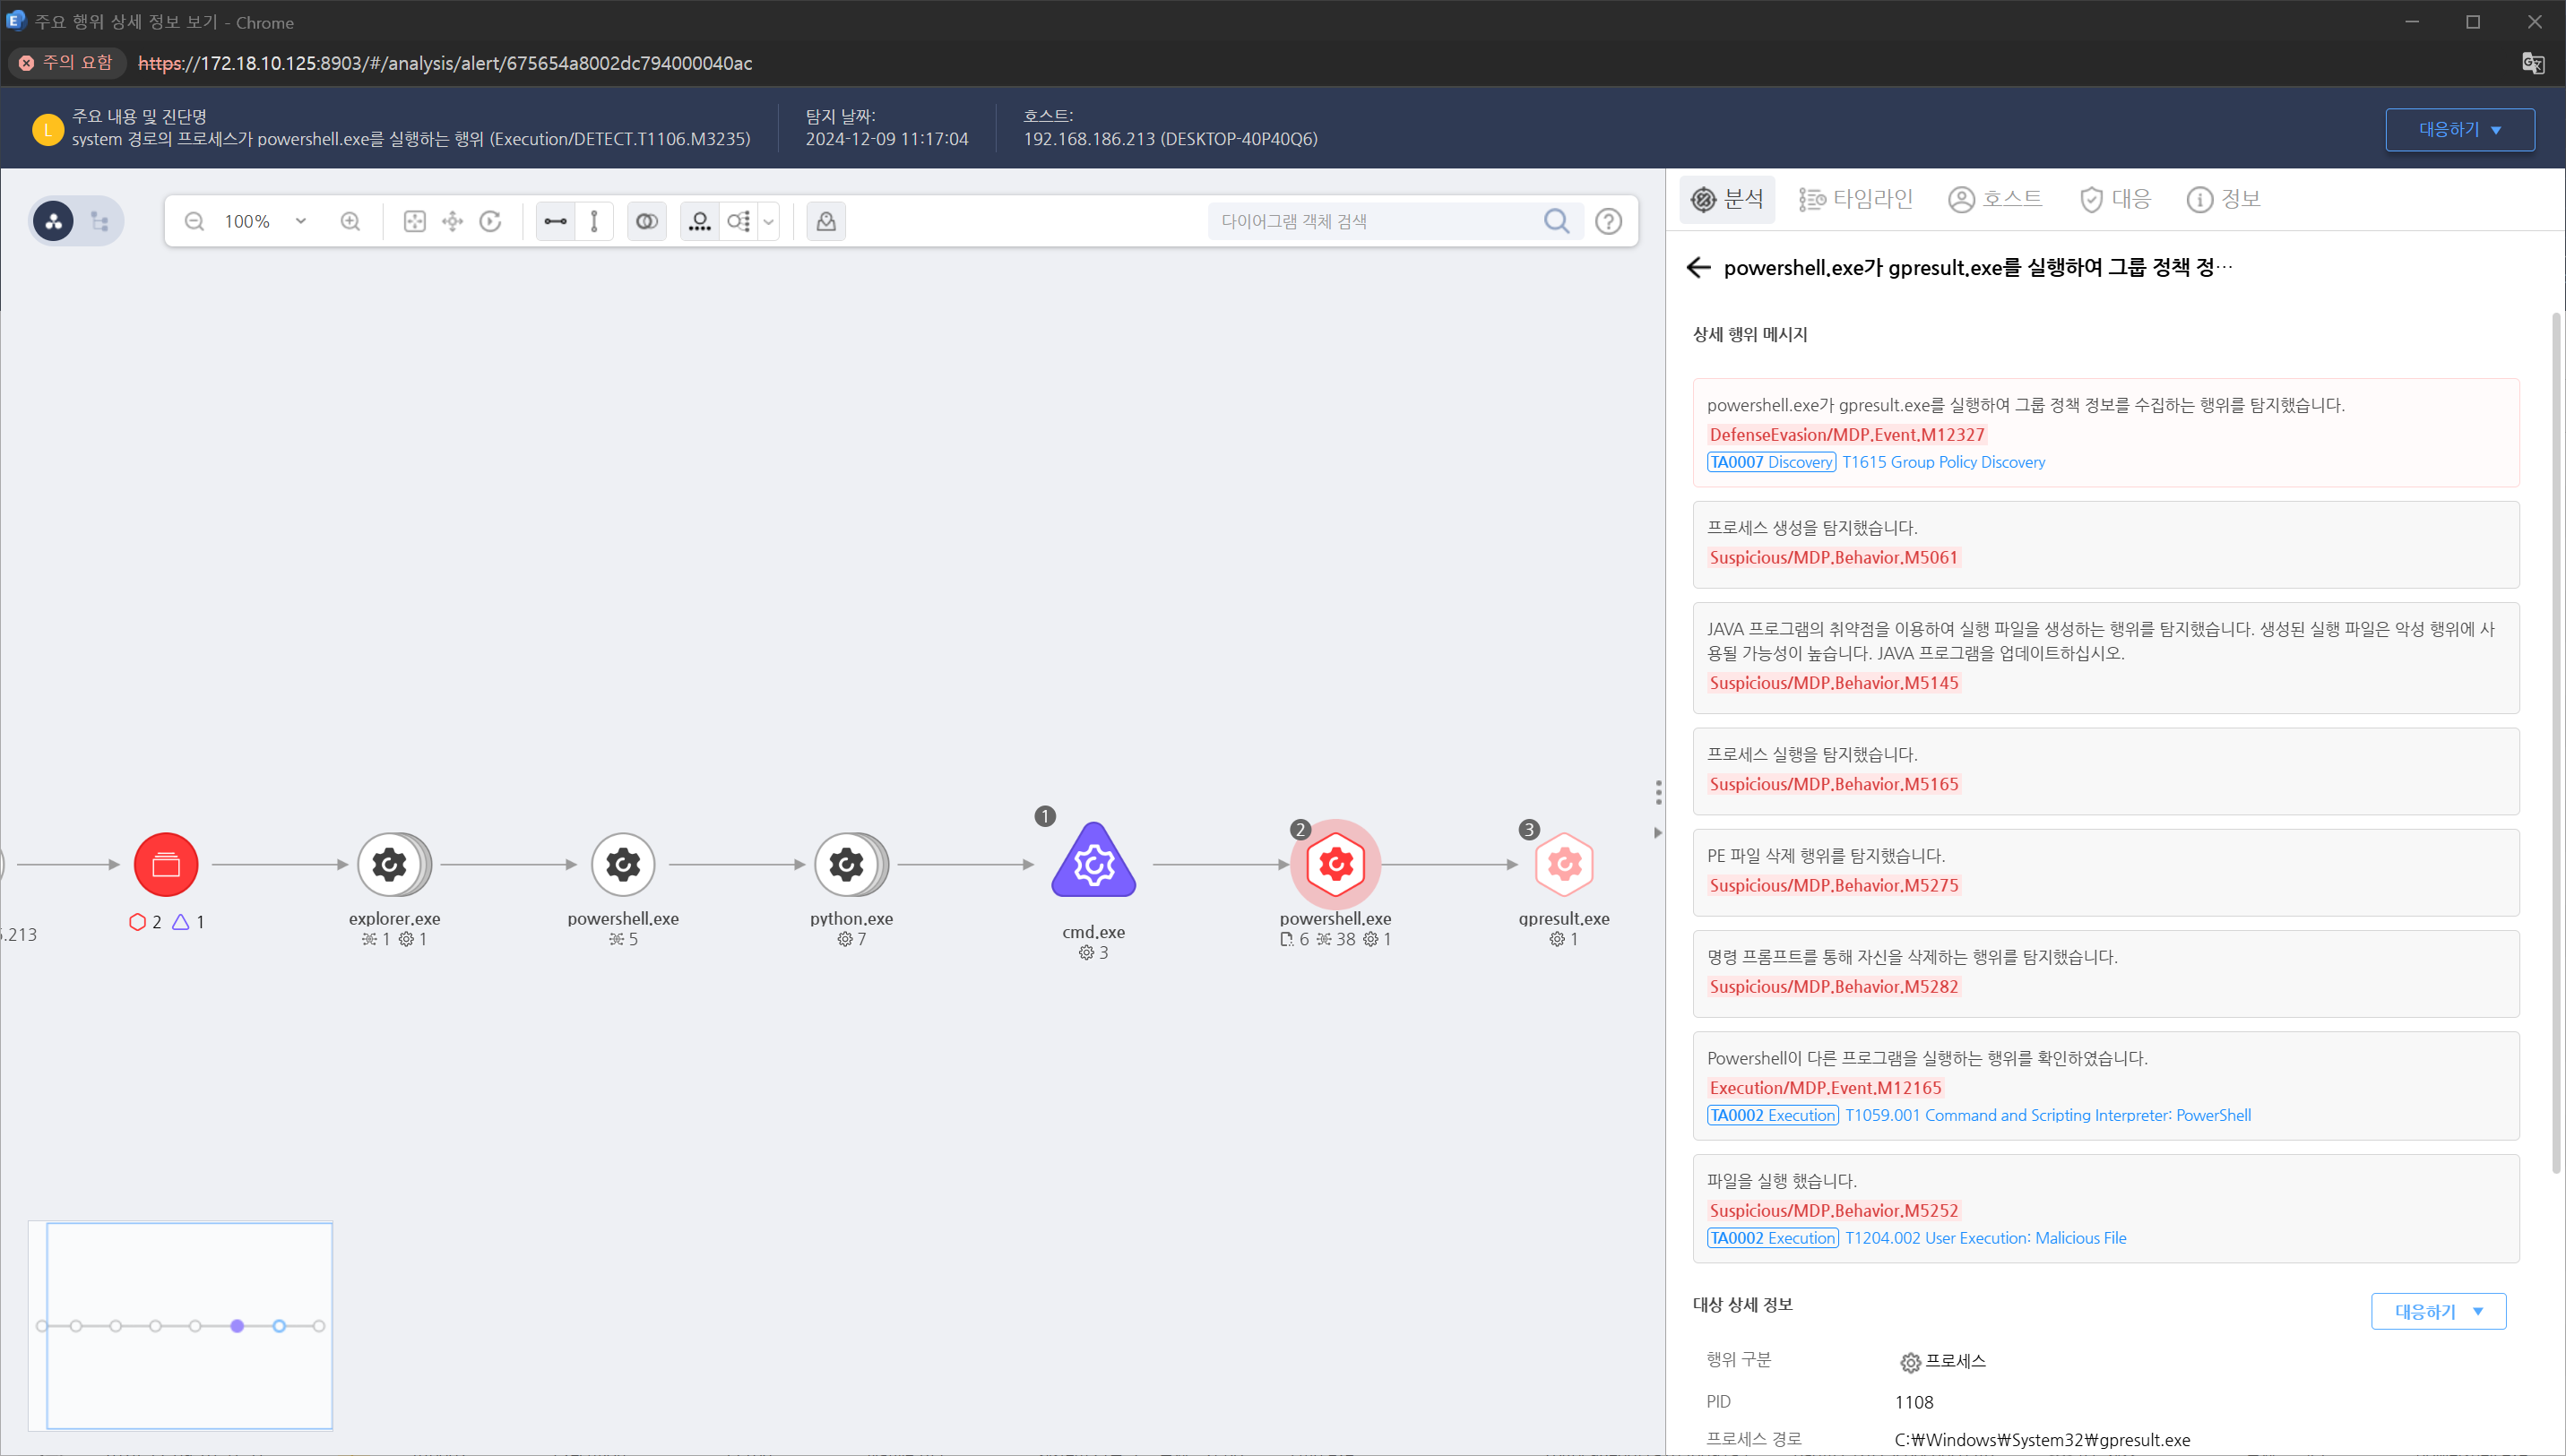 주요 행위 상세 정보 보기 - Chrome
주의 요함 https://172.18.10.125:8903/#/analysis/alert/675654a8002dc794000040ac
L
주요 내용 및 진단명
system 경로의 프로세스가 powershell.exe를 실행하는 행위 (Execution/DETECT.T1106.M3235)
탐지 날짜:
2024-12-09 11:17:04
호스트:
192.168.186.213 (DESKTOP-40P40Q6)
대응하기
100%
다이어그램 객체 검색
분석
타임라인
호스트
대응
정보
powershell.exe가 gpresult.exe를 실행하여 그룹 정책 정…
상세 행위 메시지
powershell.exe가 gpresult.exe를 실행하여 그룹 정책 정보를 수집하는 행위를 탐지했습니다.
DefenseEvasion/MDP.Event.M12327
TA0007 Discovery T1615 Group Policy Discovery
프로세스 생성을 탐지했습니다.
Suspicious/MDP.Behavior.M5061
JAVA 프로그램의 취약점을 이용하여 실행 파일을 생성하는 행위를 탐지했습니다. 생성된 실행 파일은 악성 행위에 사
용될 가능성이 높습니다. JAVA 프로그램을 업데이트하십시오.
Suspicious/MDP.Behavior.M5145
프로세스 실행을 탐지했습니다.
Suspicious/MDP.Behavior.M5165
PE 파일 삭제 행위를 탐지했습니다.
Suspicious/MDP.Behavior.M5275
명령 프롬프트를 통해 자신을 삭제하는 행위를 탐지했습니다.
Suspicious/MDP.Behavior.M5282
Powershell이 다른 프로그램을 실행하는 행위를 확인하였습니다.
Execution/MDP.Event.M12165
TA0002 Execution T1059.001 Command and Scripting Interpreter: PowerShell
파일을 실행 했습니다.
Suspicious/MDP.Behavior.M5252
TA0002 Execution T1204.002 User Execution: Malicious File
대상 상세 정보
대응하기
행위 구분 프로세스
PID 1108
프로세스 경로 C:₩Windows₩System32₩gpresult.exe
.213
2 1
explorer.exe
1 1
powershell.exe
5
python.exe
7
1
cmd.exe
3
2
powershell.exe
6 38 1
3
gpresult.exe
1